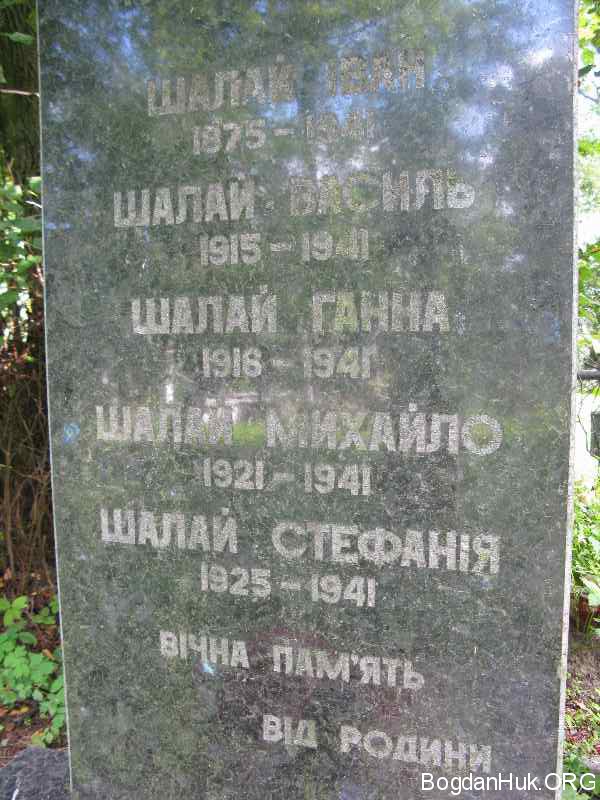 ШАЛАЙ ІВАН
1875 – 1941
ШАЛАЙ ВАСИЛЬ
1915 – 1941
ШАЛАЙ ГАННА
1916 – 1941
ШАЛАЙ МИХАЙЛО
1921 – 1941
ШАЛАЙ СТЕФАНІЯ
1925 – 1941
ВІЧНА ПАМ'ЯТЬ
ВІД РОДИНИ
BogdanHuk.ORG